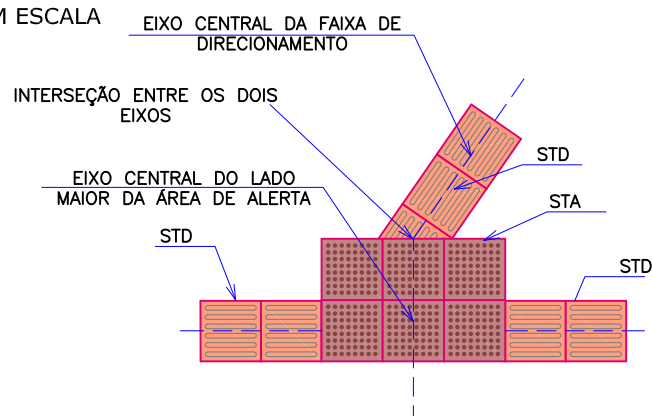 M ESCALA
EIXO CENTRAL DA FAIXA DE
DIRECIONAMENTO
INTERSEÇÃO ENTRE OS DOIS
EIXOS
STD
EIXO CENTRAL DO LADO
MAIOR DA ÁREA DE ALERTA
STA
STD
STD